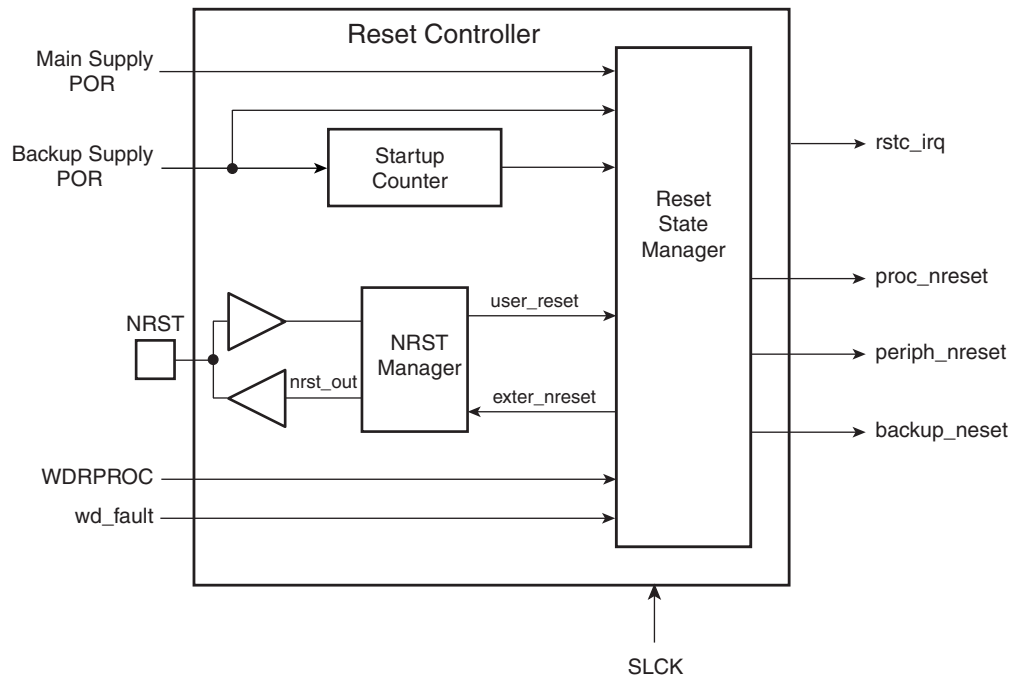 Reset Controller
Main Supply
POR
Backup Supply
POR
Startup
Counter
rstc_irq
Reset
State
Manager
proc_nreset
user_reset
NRST
NRST
Manager
periph_nreset
nrst_out
exter_nreset
backup_neset
WDRPROC
wd_fault
SLCK